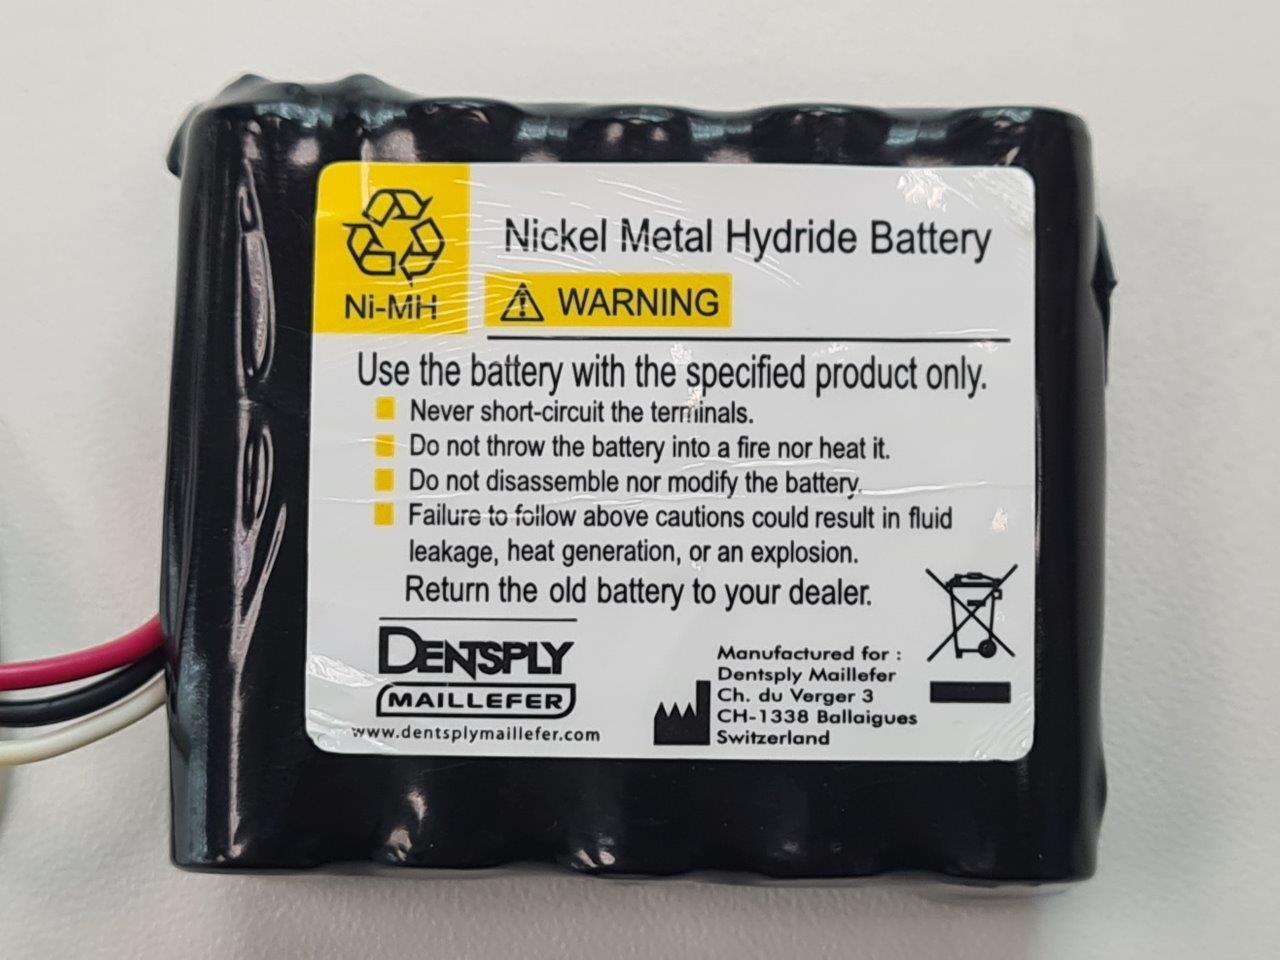 Nickel Metal Hydride Battery
Ni-MH
WARNING
Use the battery with the specified product only.
Never short-circuit the terminals.
Do not throw the battery into a fire nor heat it.
Do not disassemble nor modify the battery.
Failure to follow above cautions could result in fluid
leakage, heat generation, or an explosion.
Return the old battery to your dealer.
DENTSPLY
MAILLEFER
www.dentsplymaillefer.com
Manufactured for :
Dentsply Maillefer
Ch. du Verger 3
CH-1338 Ballaigues
Switzerland